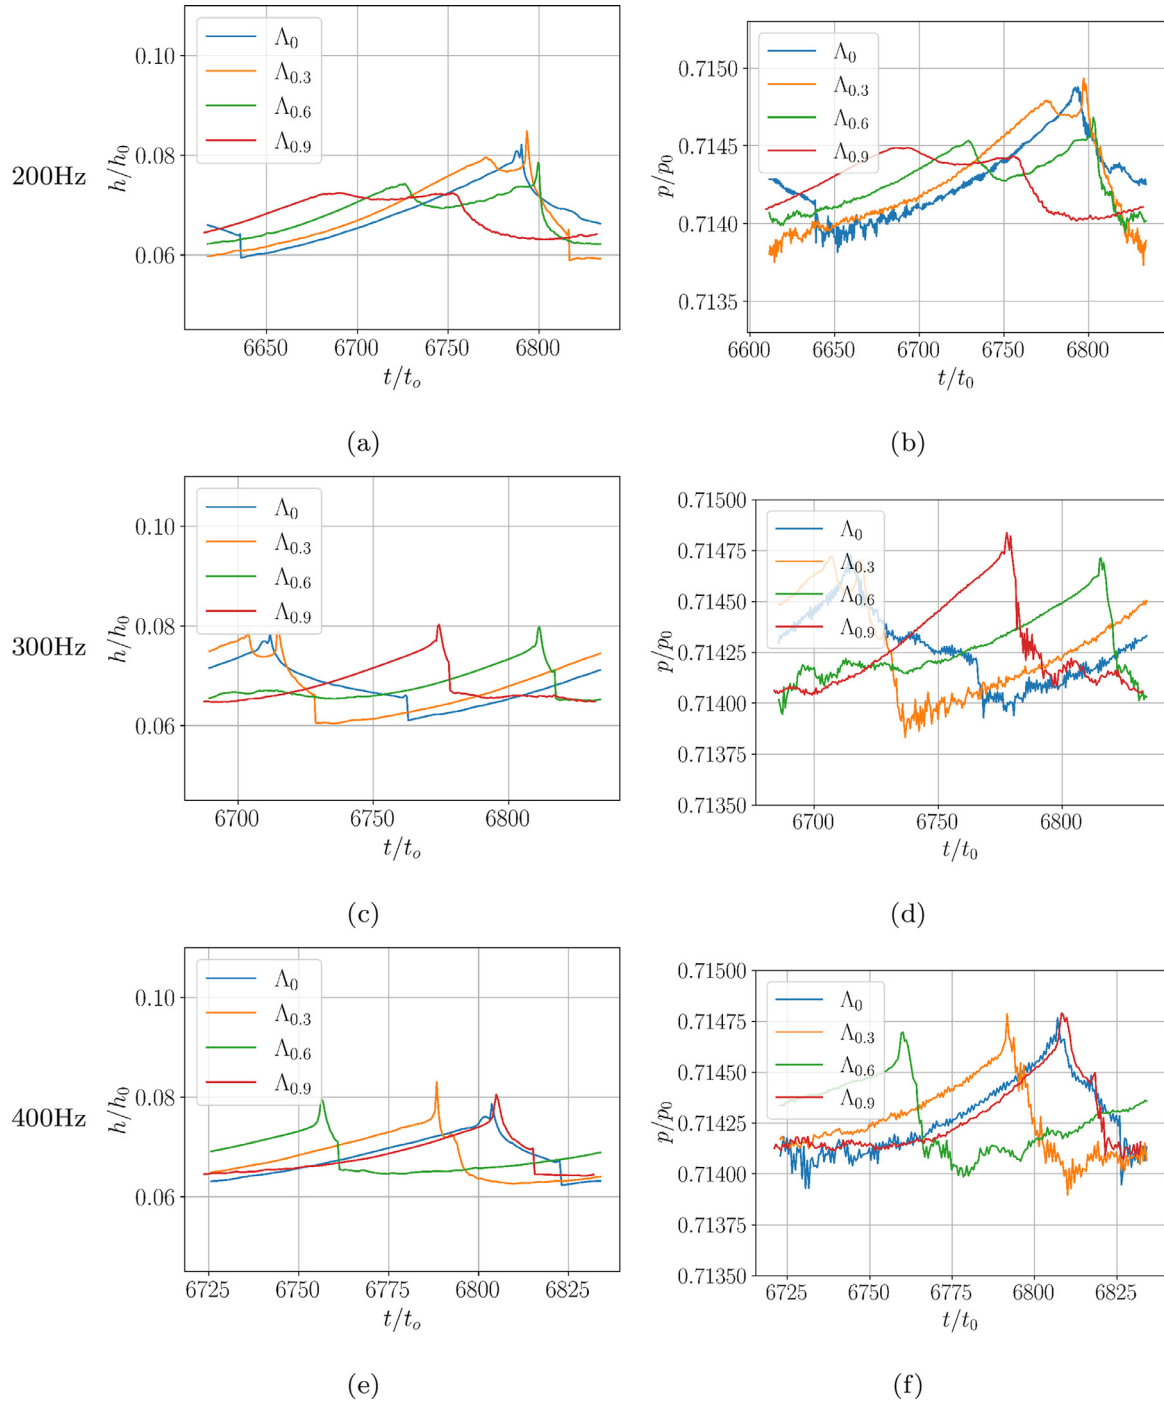 200Hz
h/h₀
0.10
0.08
0.06
Λ₀
Λ₀.₃
Λ₀.₆
Λ₀.₉
6650 6700 6750 6800
t/tₒ
(a)
p/p₀
0.7150
0.7145
0.7140
0.7135
Λ₀
Λ₀.₃
Λ₀.₆
Λ₀.₉
6600 6650 6700 6750 6800
t/t₀
(b)
300Hz
h/h₀
0.10
0.08
0.06
Λ₀
Λ₀.₃
Λ₀.₆
Λ₀.₉
6700 6750 6800
t/tₒ
(c)
p/p₀
0.71500
0.71475
0.71450
0.71425
0.71400
0.71375
0.71350
Λ₀
Λ₀.₃
Λ₀.₆
Λ₀.₉
6700 6750 6800
t/t₀
(d)
400Hz
h/h₀
0.10
0.08
0.06
Λ₀
Λ₀.₃
Λ₀.₆
Λ₀.₉
6725 6750 6775 6800 6825
t/tₒ
(e)
p/p₀
0.71500
0.71475
0.71450
0.71425
0.71400
0.71375
0.71350
Λ₀
Λ₀.₃
Λ₀.₆
Λ₀.₉
6725 6750 6775 6800 6825
t/t₀
(f)